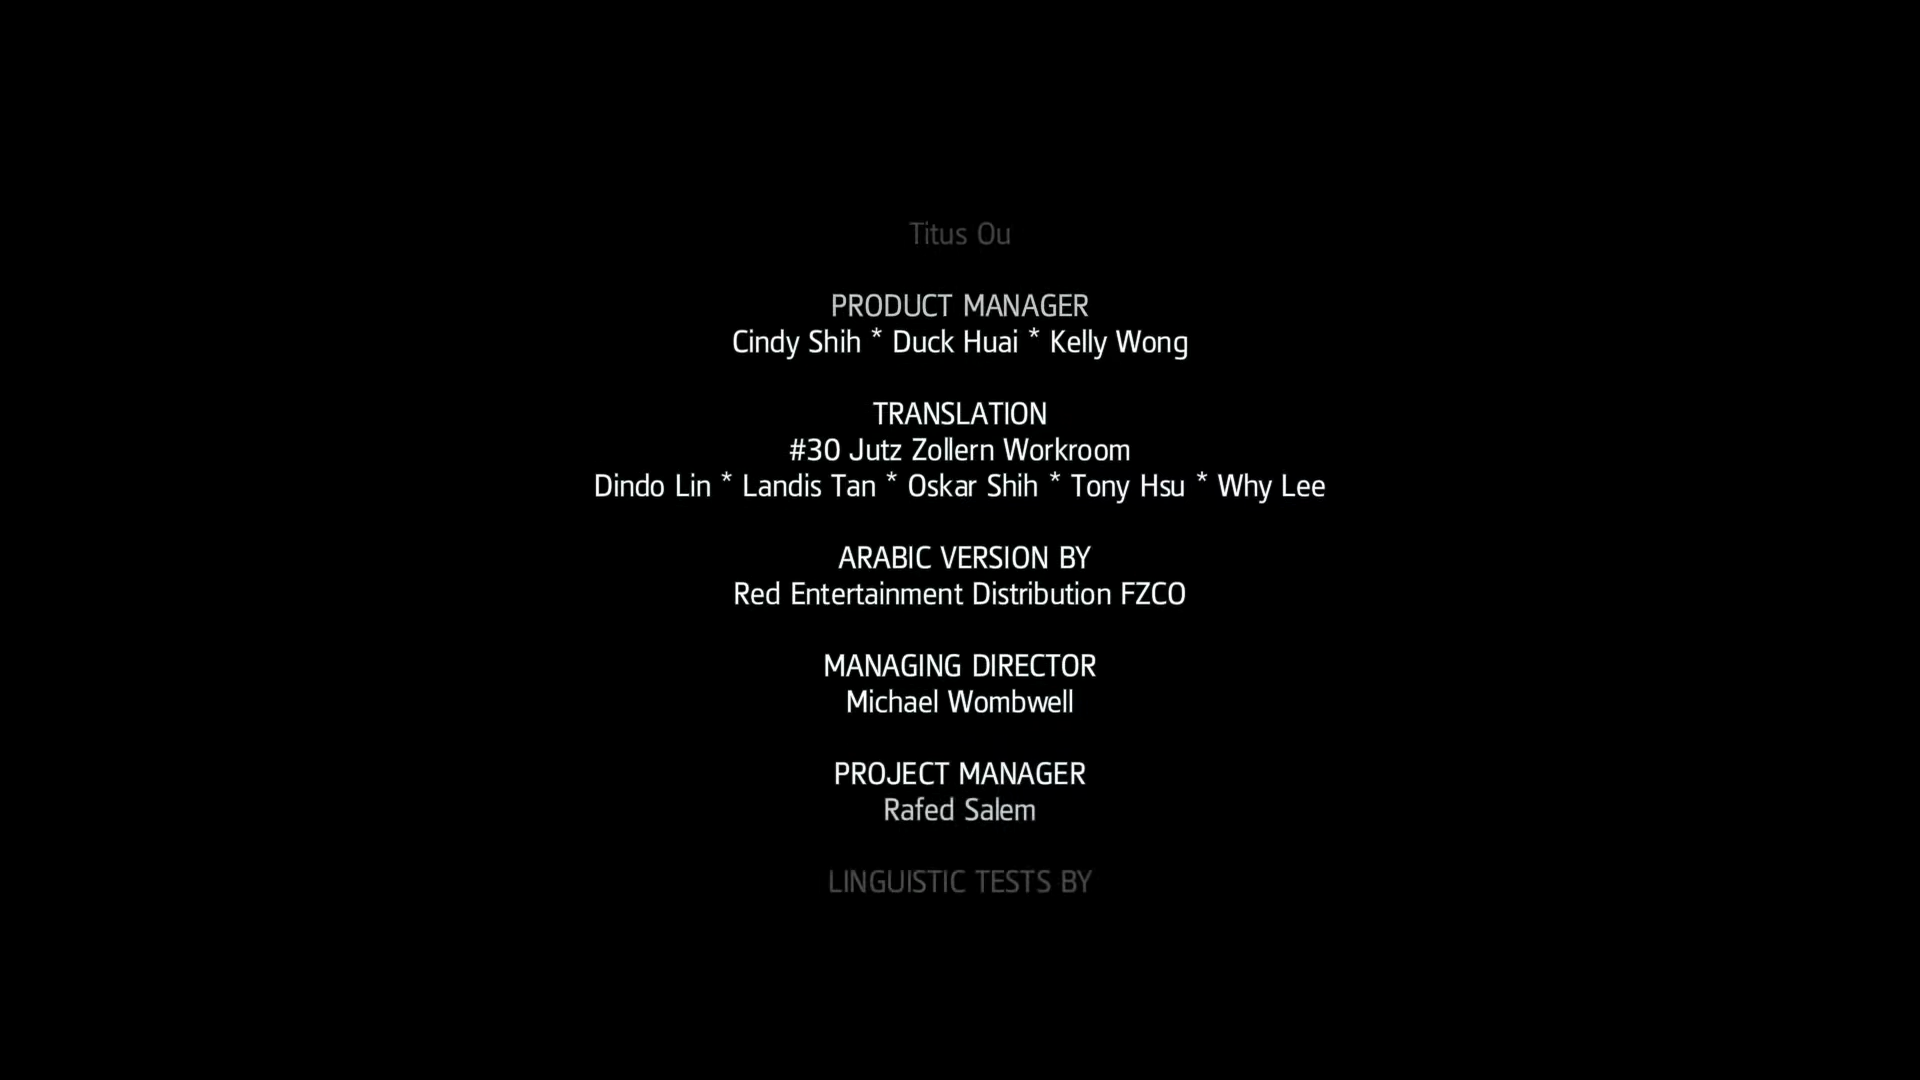 Titus Ou
PRODUCT MANAGER
Cindy Shih * Duck Huai * Kelly Wong
TRANSLATION
#30 Jutz Zollern Workroom
Dindo Lin * Landis Tan * Oskar Shih * Tony Hsu * Why Lee
ARABIC VERSION BY
Red Entertainment Distribution FZCO
MANAGING DIRECTOR
Michael Wombwell
PROJECT MANAGER
Rafed Salem
LINGUISTIC TESTS BY